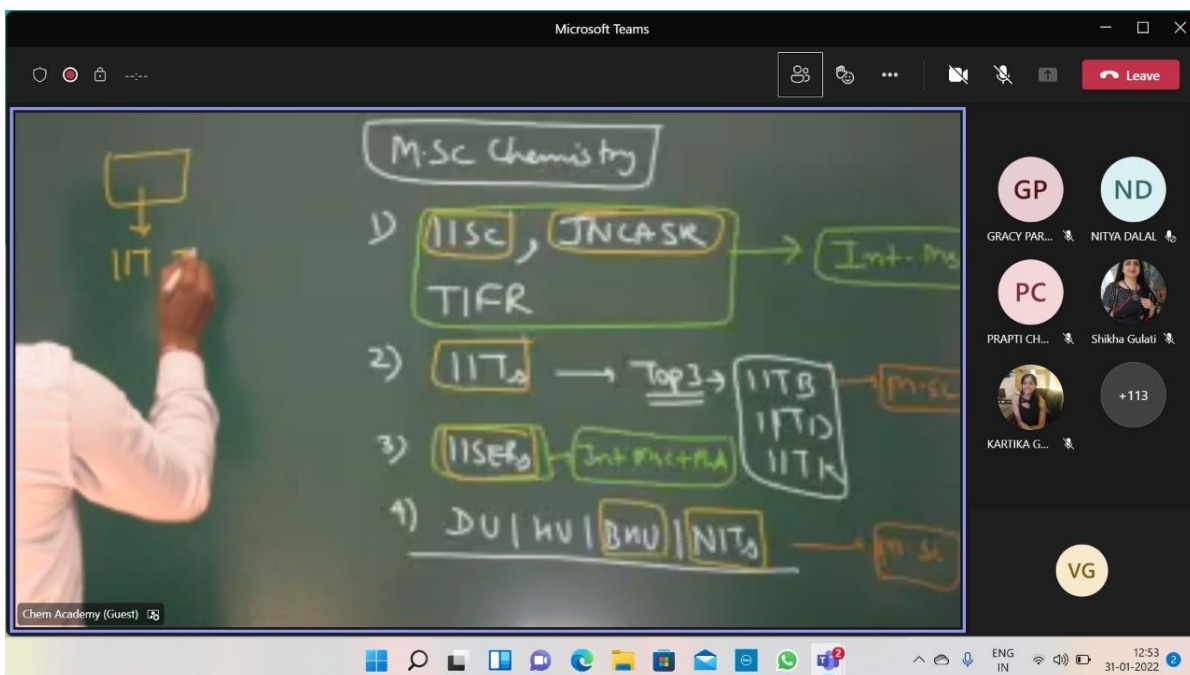 Microsoft Teams
--:--
Leave
M.SC Chemistry
1) IISC, JNCASR
TIFR
Int-Ms
2) IITs → Top3 → IITB
IITD
IITK
M.SC
3) IISERs → Int MSc+PhD
4) DU | HU | BHU | NITs → M.SC
IIT
Chem Academy (Guest)
GP
GRACY PAR...
ND
NITYA DALAL
PC
PRAPTI CH...
Shikha Gulati
KARTIKA G...
+113
VG
2
ENG
IN
12:53
31-01-2022
2